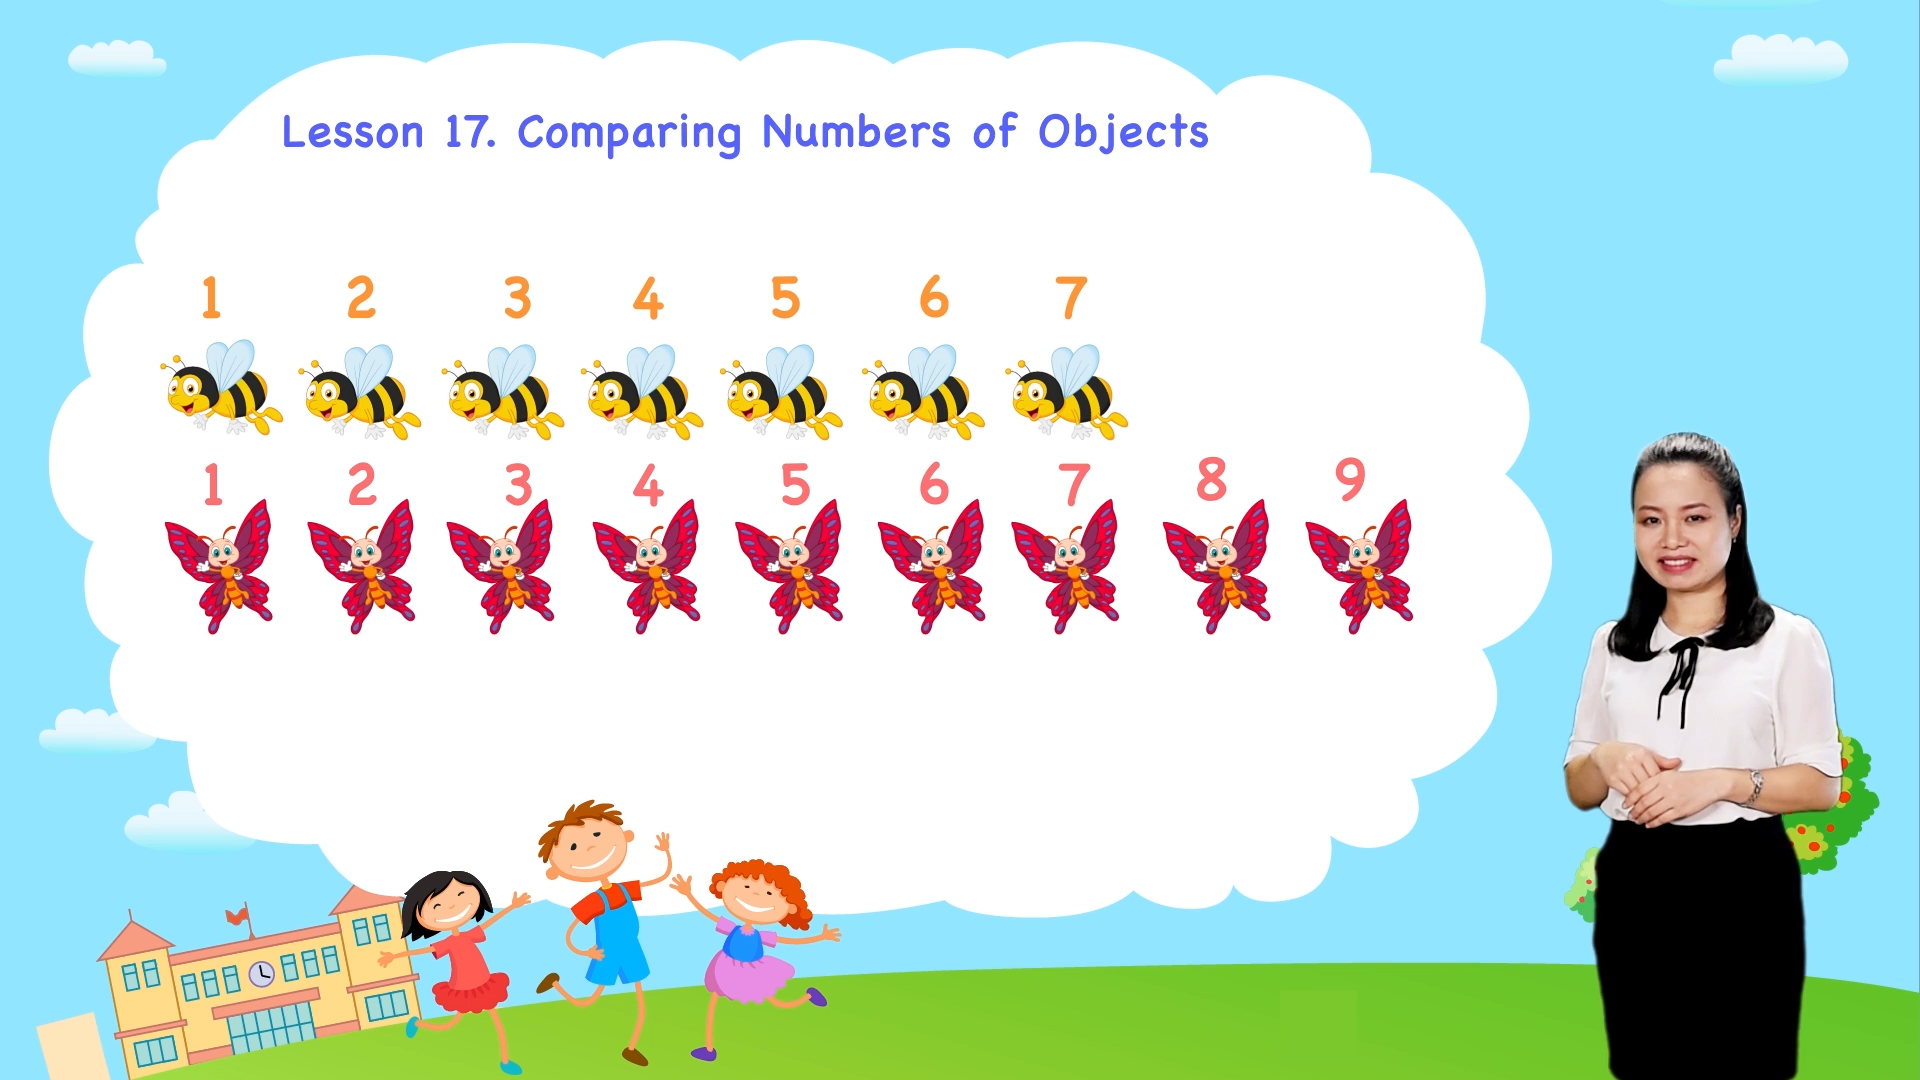 Lesson 17. Comparing Numbers of Objects
1 2 3 4 5 6 7
1 2 3 4 5 6 7 8 9